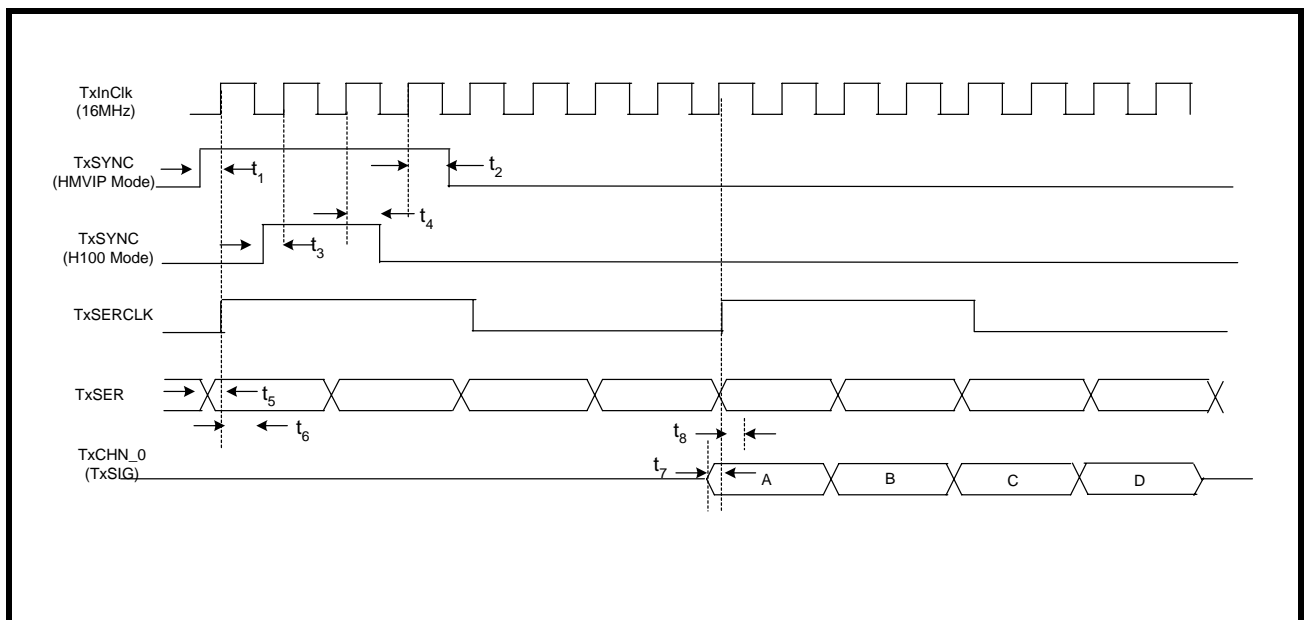 TxInClk
(16MHz)
TxSYNC
(HMVIP Mode)
t1
t2
t4
TxSYNC
(H100 Mode)
t3
TxSERCLK
TxSER
t5
t6
t8
TxCHN_0
(TxSIG)
t7
A
B
C
D